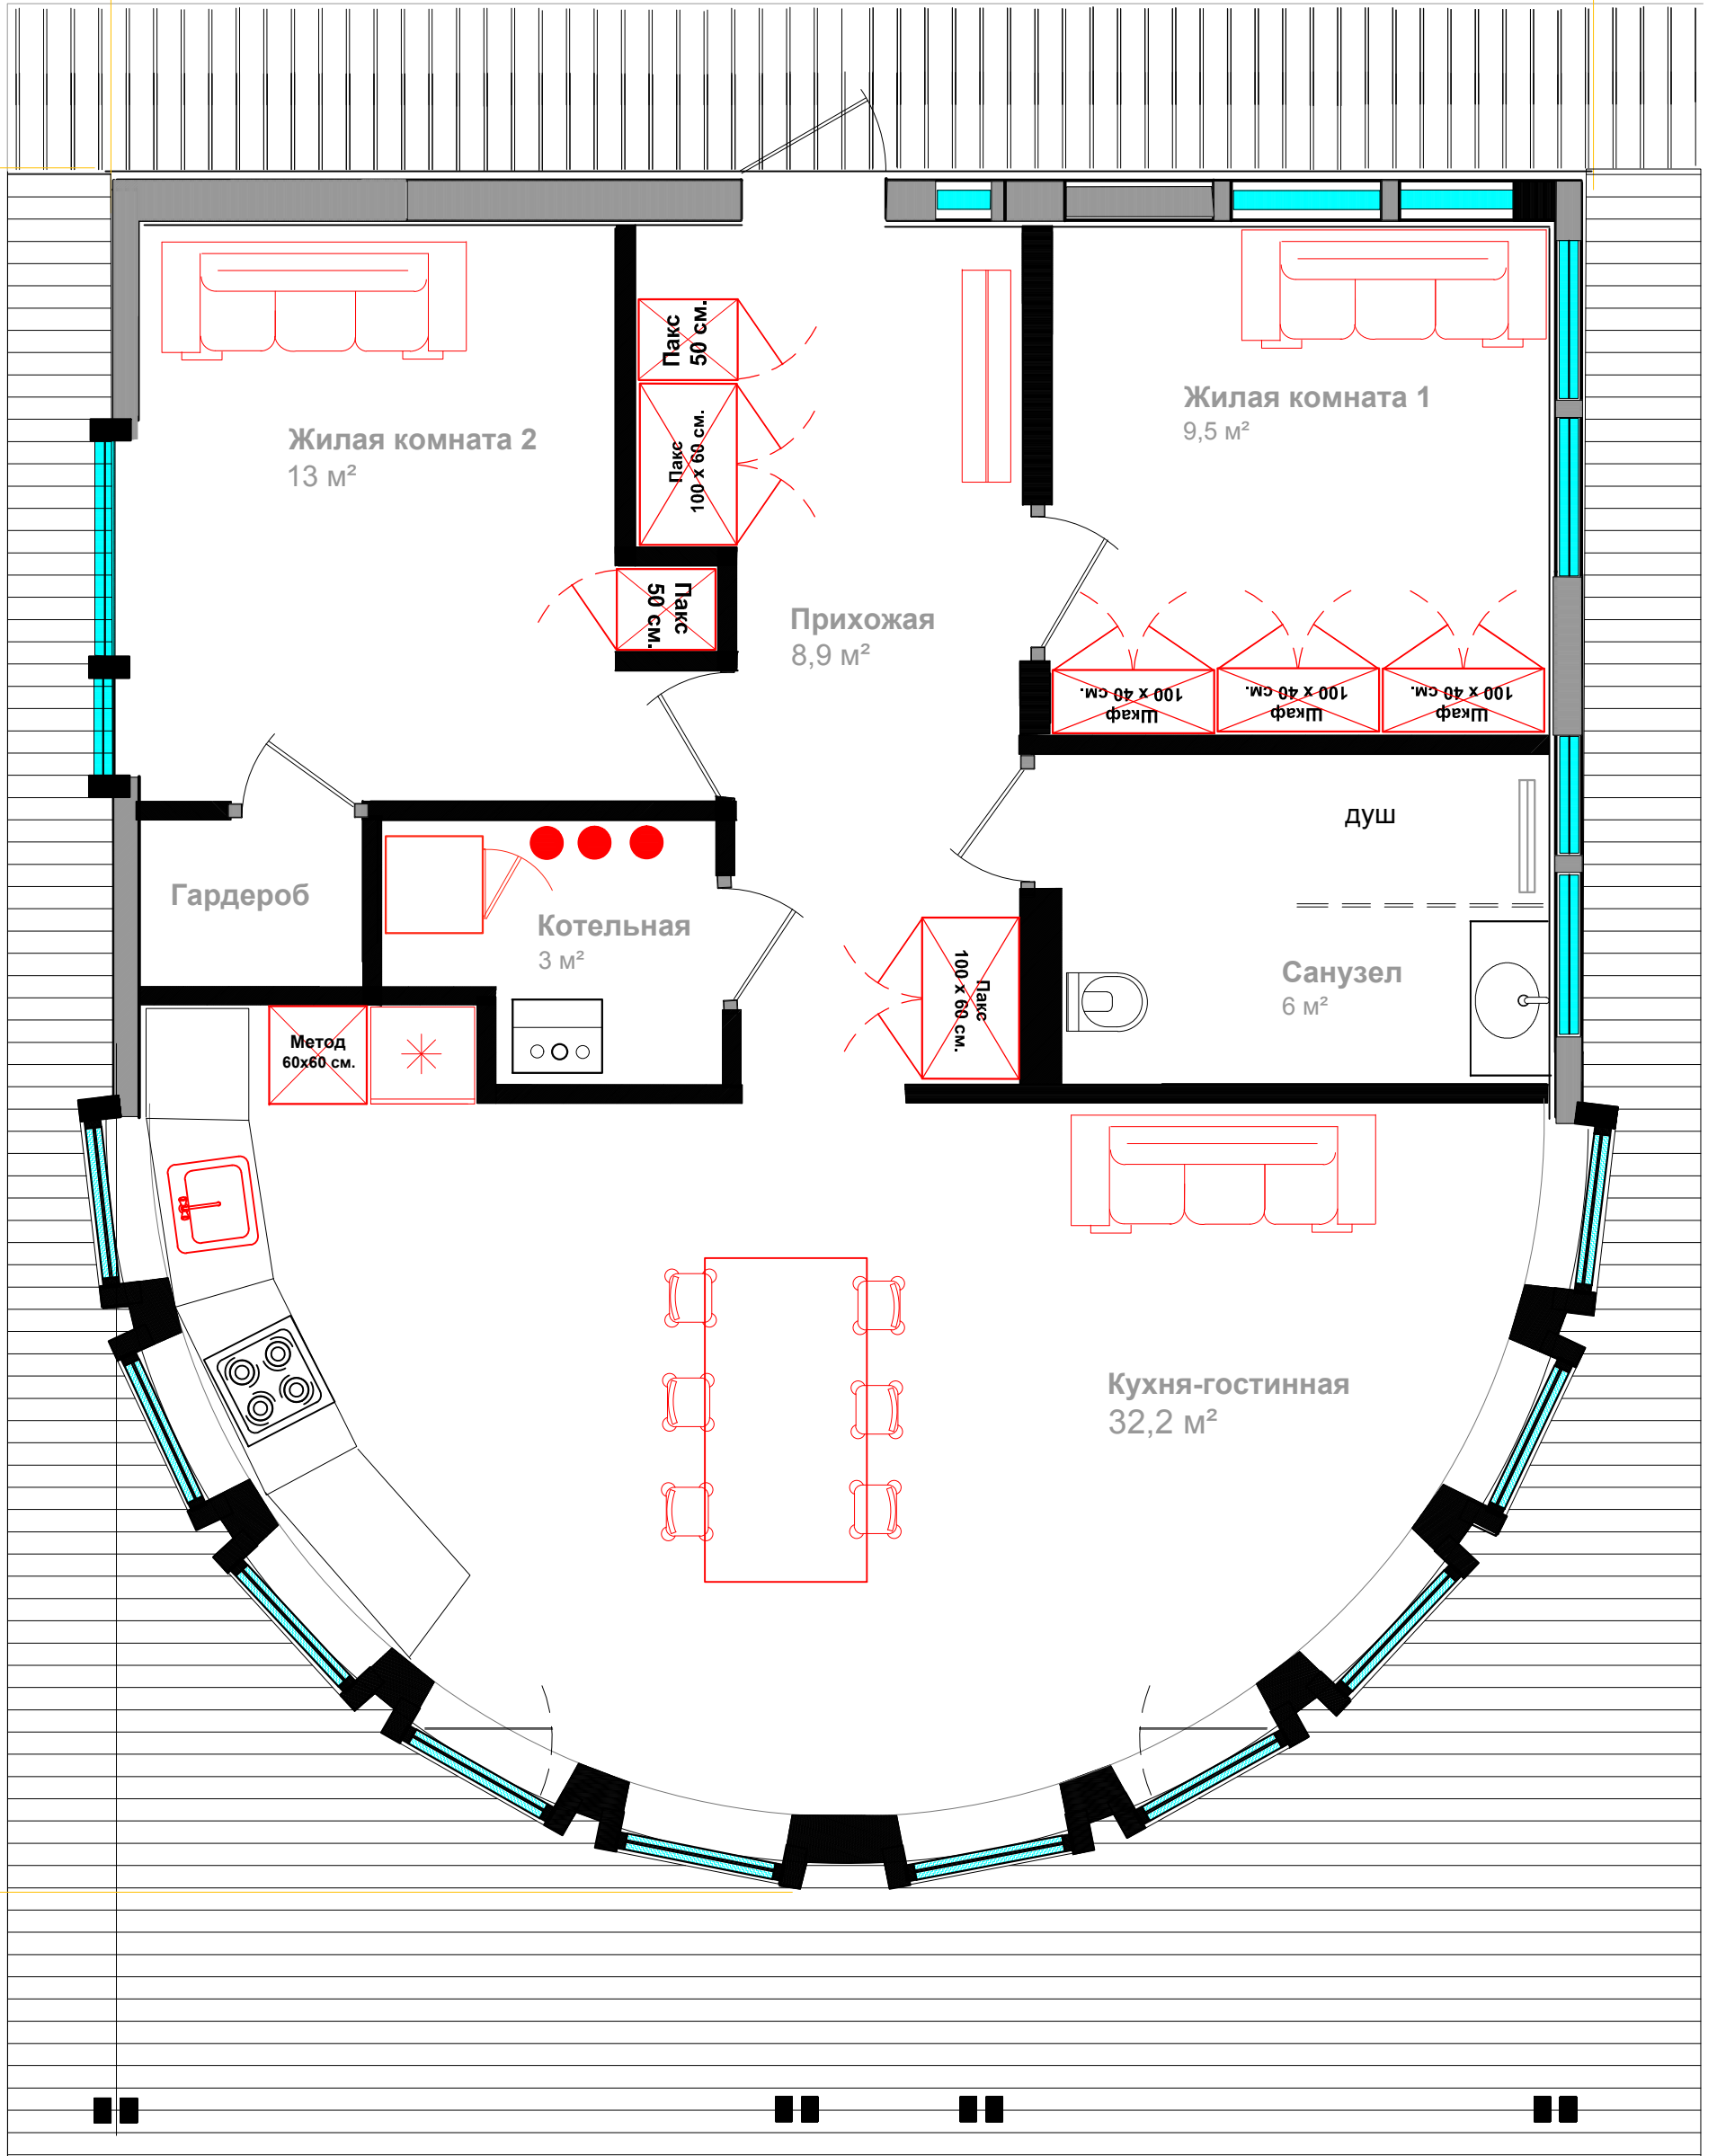 Пакс
50 см.
Пакс
100 x 60 см.
Жилая комната 1
9,5 м²
Жилая комната 2
13 м²
Пакс
50 см.
Прихожая
8,9 м²
Шкаф
100 x 40 см.
Шкаф
100 x 40 см.
Шкаф
100 x 40 см.
душ
Гардероб
Котельная
3 м²
Пакс
100 x 60 см.
Санузел
6 м²
Метод
60x60 см.
Кухня-гостинная
32,2 м²